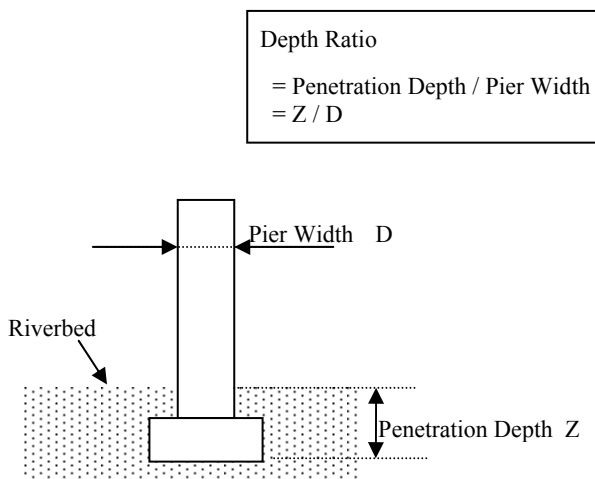 Depth Ratio
= Penetration Depth / Pier Width
= Z / D
Pier Width D
Riverbed
Penetration Depth Z